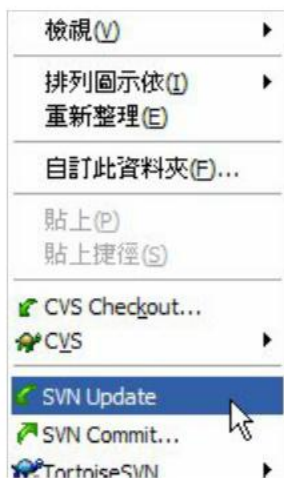 檢視(V)
排列圖示依(I)
重新整理(E)
自訂此資料夾(F)...
貼上(P)
貼上捷徑(S)
CVS Checkout...
CVS
SVN Update
SVN Commit...
TortoiseSVN